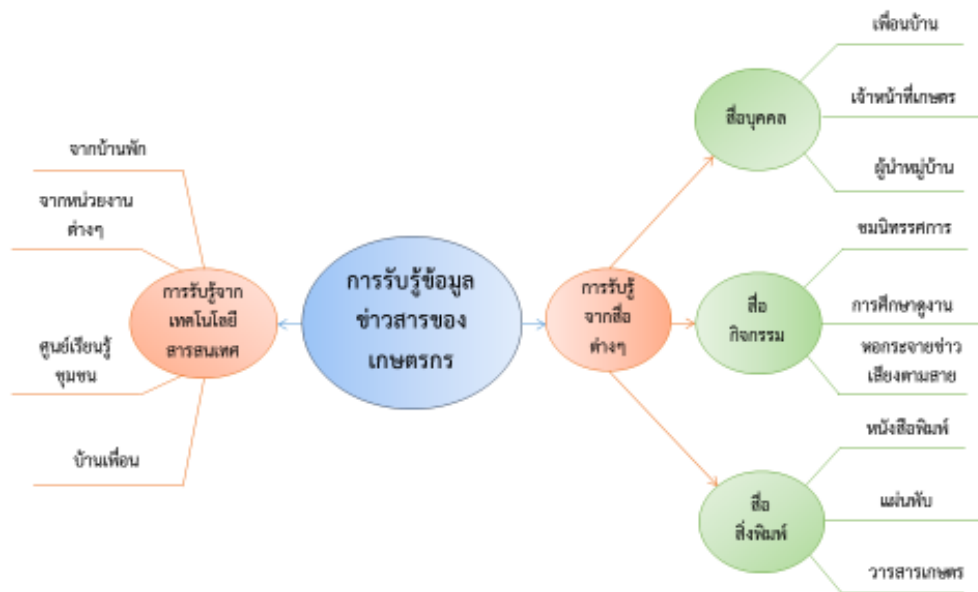 การรับรู้ข้อมูล
ข่าวสารของ
เกษตรกร
การรับรู้จาก
เทคโนโลยี
สารสนเทศ
จากบ้านพัก
จากหน่วยงาน
ต่างๆ
ศูนย์เรียนรู้
ชุมชน
บ้านเพื่อน
การรับรู้
จากสื่อ
ต่างๆ
สื่อบุคคล
เพื่อนบ้าน
เจ้าหน้าที่เกษตร
ผู้นำหมู่บ้าน
สื่อ
กิจกรรม
ชมนิทรรศการ
การศึกษาดูงาน
หอกระจายข่าว
เสียงตามสาย
สื่อ
สิ่งพิมพ์
หนังสือพิมพ์
แผ่นพับ
วารสารเกษตร